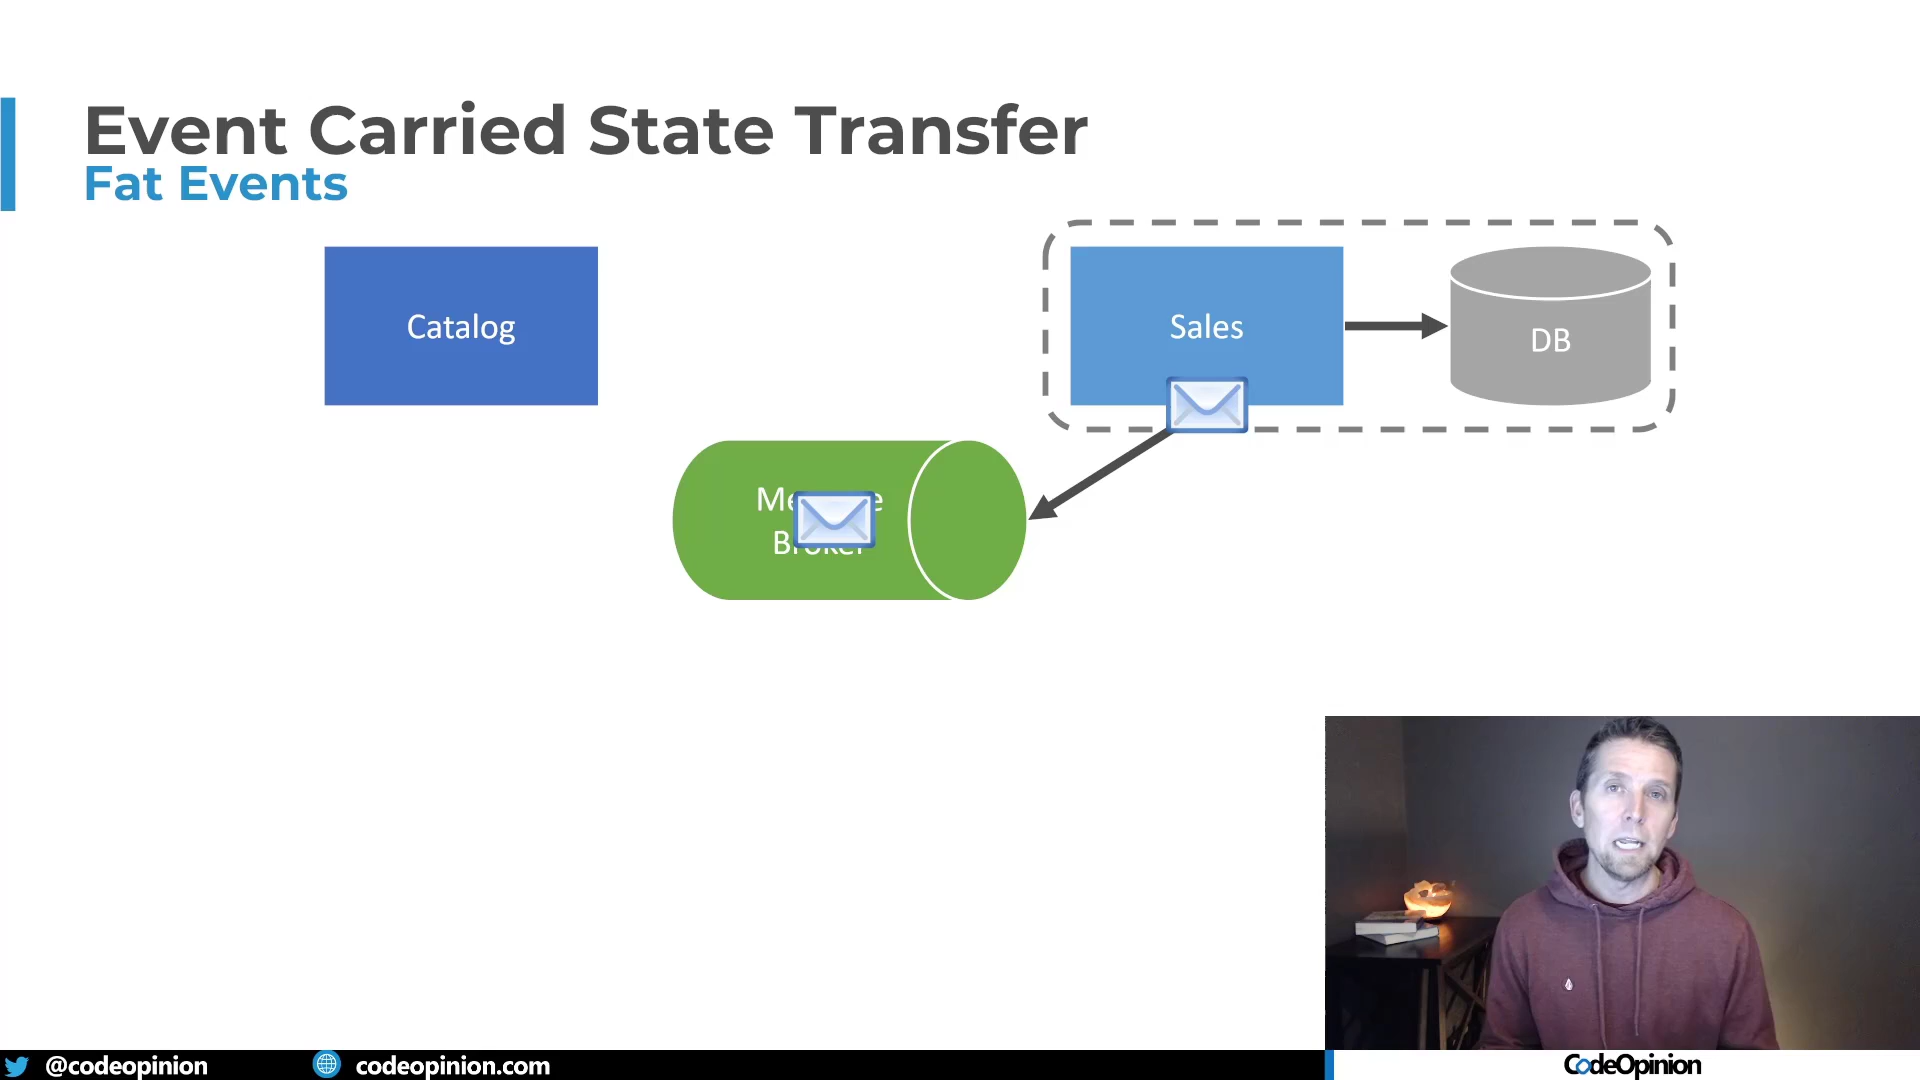 Event Carried State Transfer
Fat Events
Catalog
Sales
DB
@codeopinion
codeopinion.com
CodeOpinion